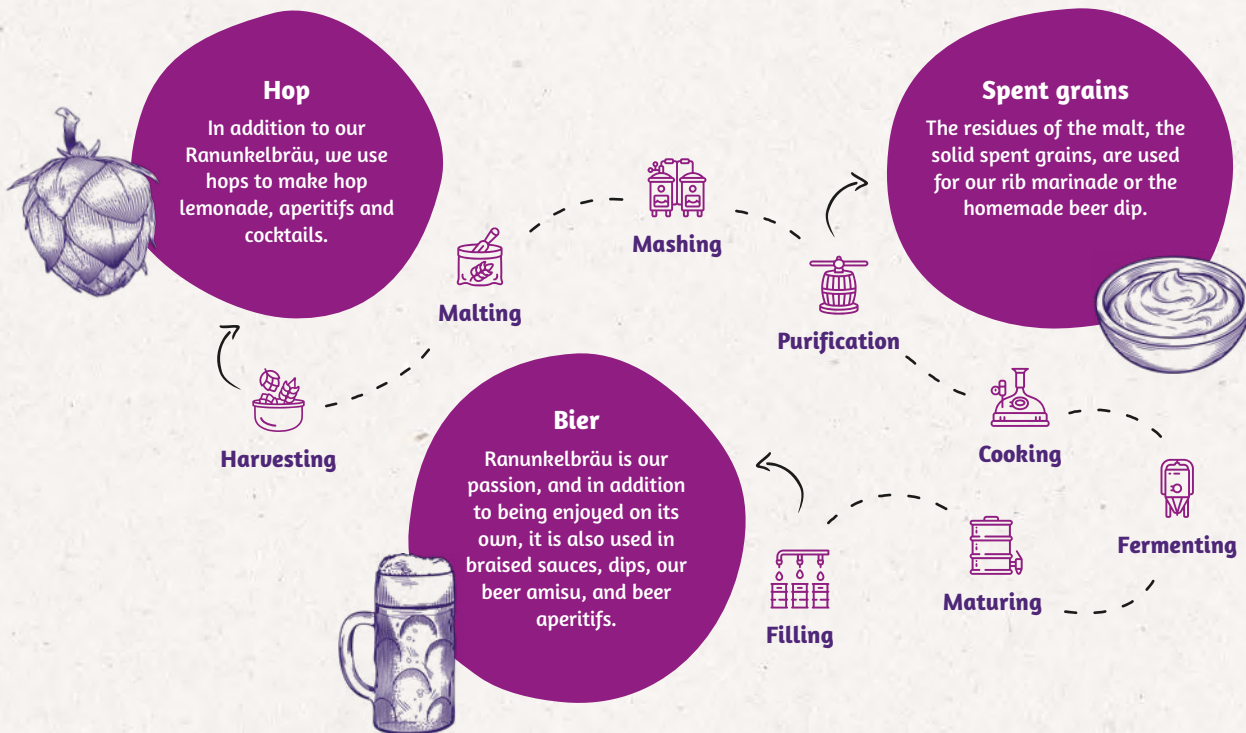 Hop
In addition to our
Ranunkelbräu, we use
hops to make hop
lemonade, aperitifs and
cocktails.
Spent grains
The residues of the malt, the
solid spent grains, are used
for our rib marinade or the
homemade beer dip.
Harvesting
Malting
Mashing
Purification
Cooking
Fermenting
Maturing
Filling
Bier
Ranunkelbräu is our
passion, and in addition
to being enjoyed on its
own, it is also used in
braised sauces, dips, our
beer amisu, and beer
aperitifs.